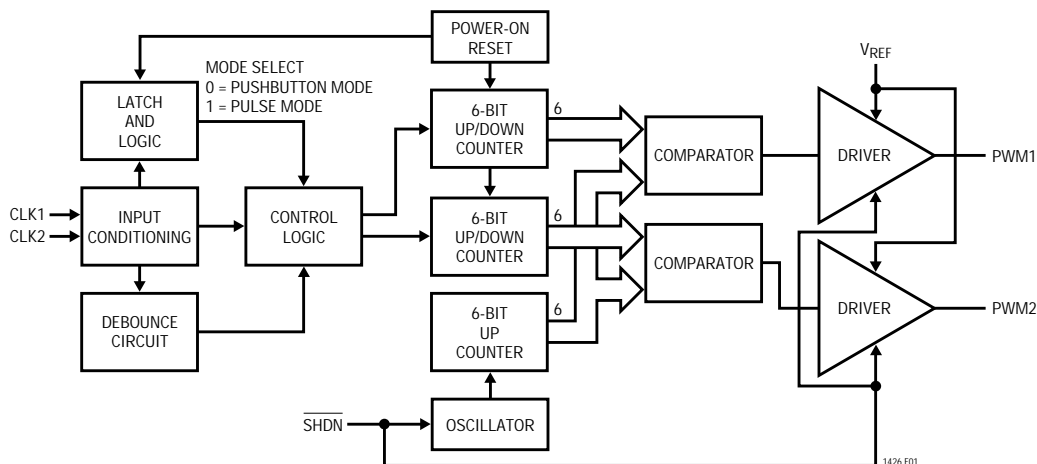 POWER-ON
RESET
VREF
MODE SELECT
0 = PUSHBUTTON MODE
1 = PULSE MODE
LATCH
AND
LOGIC
6-BIT
UP/DOWN
COUNTER
6
COMPARATOR
DRIVER
PWM1
CLK1
CLK2
INPUT
CONDITIONING
CONTROL
LOGIC
6-BIT
UP/DOWN
COUNTER
6
COMPARATOR
DRIVER
PWM2
DEBOUNCE
CIRCUIT
6-BIT
UP
COUNTER
6
SHDN
OSCILLATOR
1426 F01